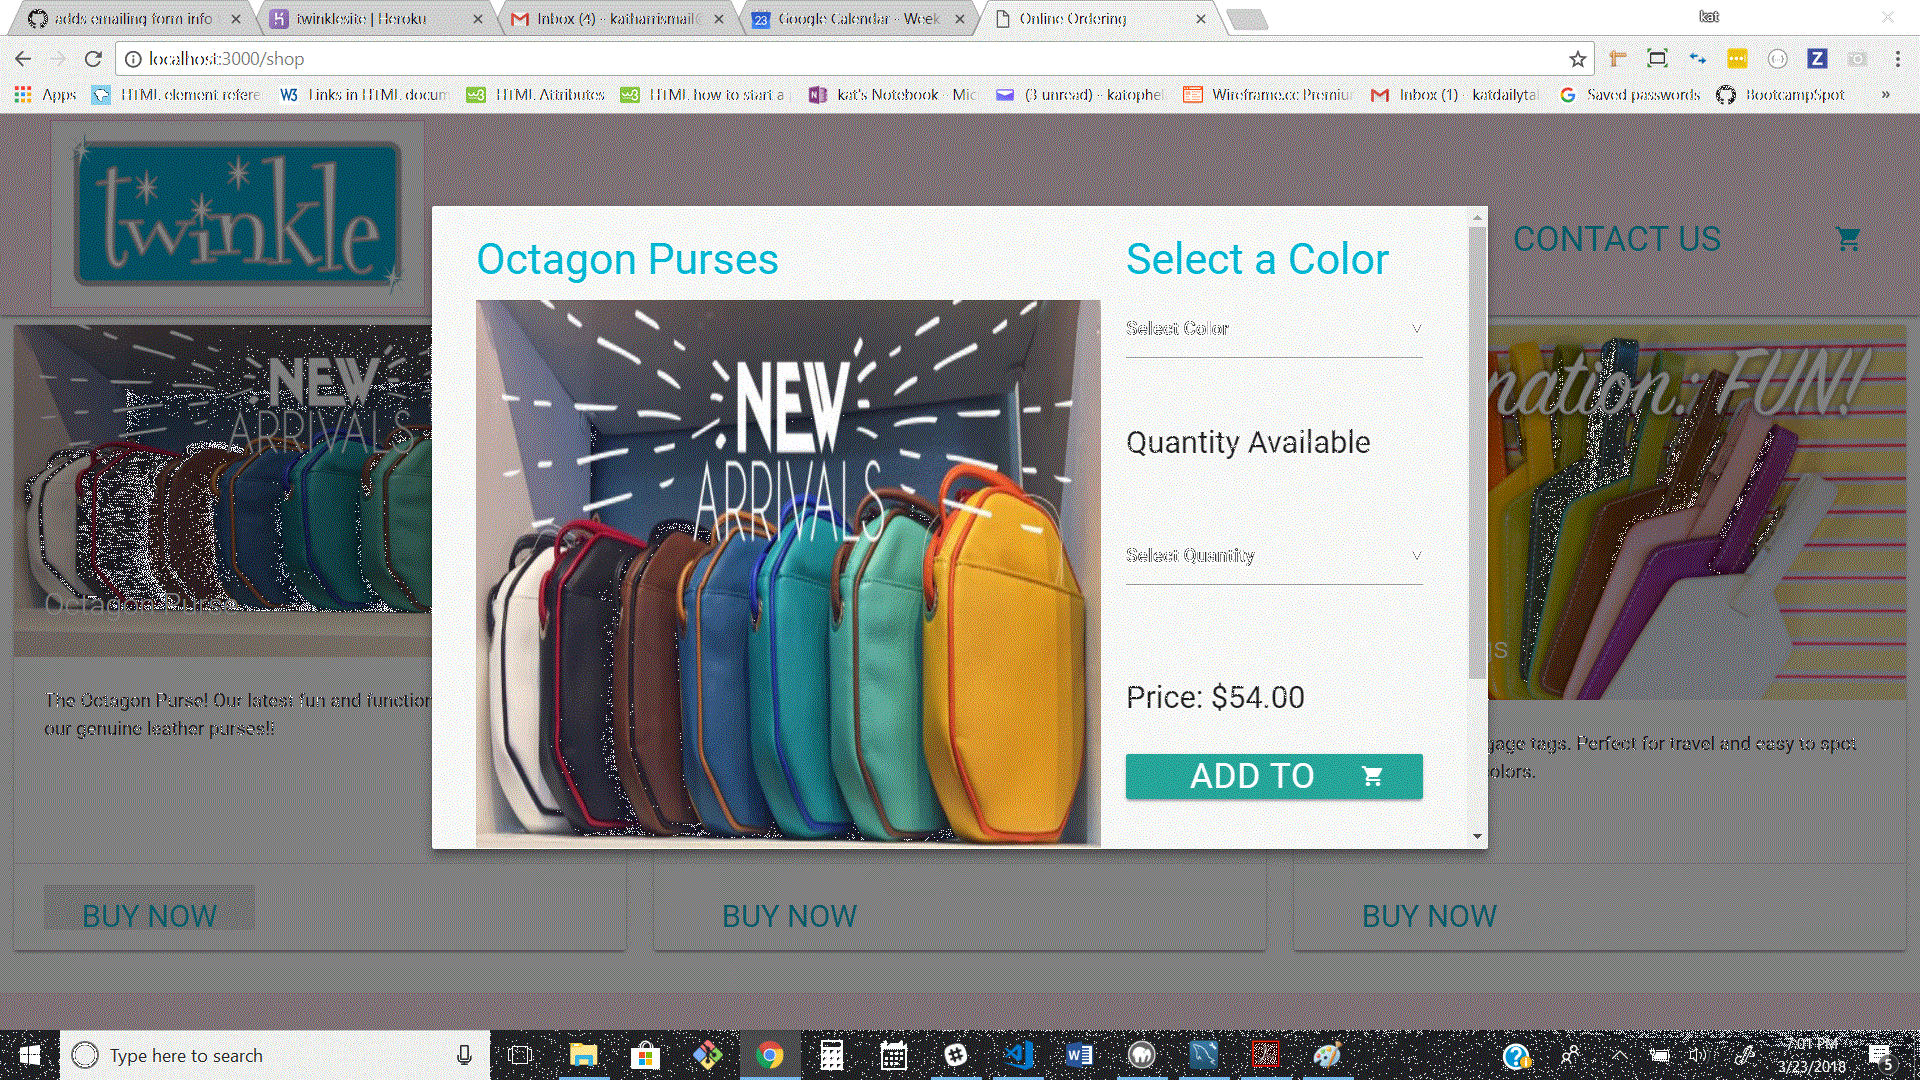 adds emailing form info
twinklesite | Heroku
Inbox (4) - katharrismail@
Google Calendar - Week
Online Ordering
kat
localhost:3000/shop
Apps
HTML element refere
Links in HTML docum
HTML Attributes
HTML how to start a
kat's Notebook - Mic
(3 unread) - katophel
Wireframe.cc Premium
Inbox (1) - katdailytal
Saved passwords
BootcampSpot
»
twinkle
CONTACT US
Octagon Purses
Select a Color
NEW
ARRIVALS
Select Color
Quantity Available
Select Quantity
Price: $54.00
ADD TO
NEW
ARRIVALS
Octagon Purse
The Octagon Purse! Our latest fun and function
our genuine leather purses!!
BUY NOW
BUY NOW
nation: FUN!
gs
gage tags. Perfect for travel and easy to spot
olors.
BUY NOW
Type here to search
7:01 PM
3/23/2018
5